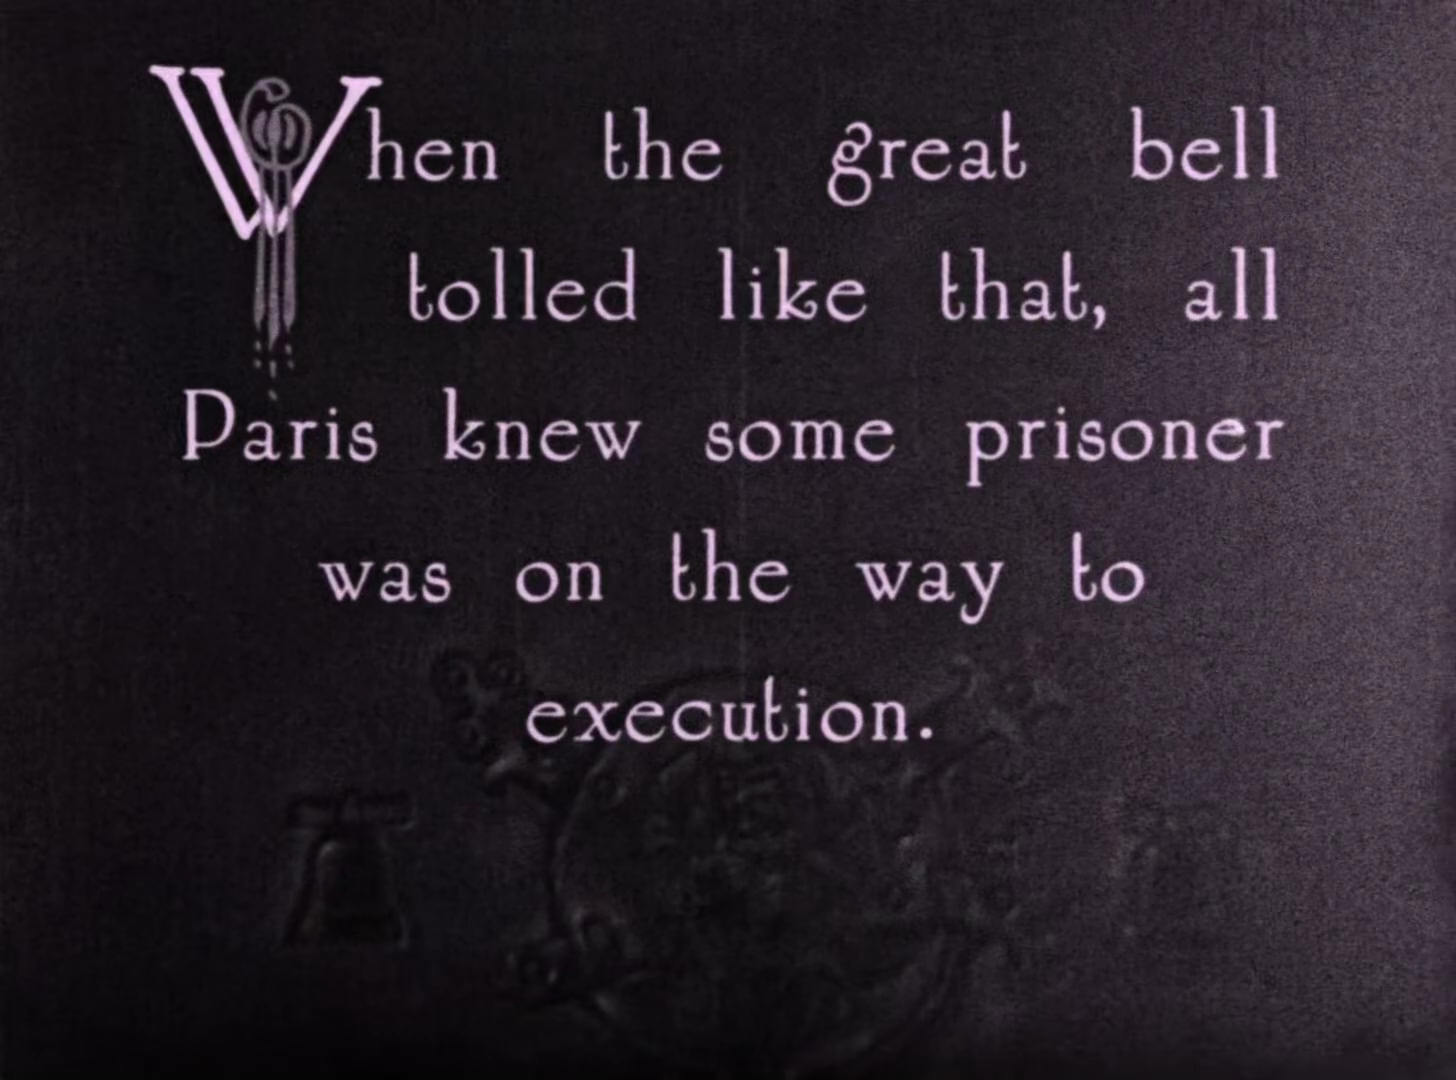 When the great bell
tolled like that, all
Paris knew some prisoner
was on the way to
execution.